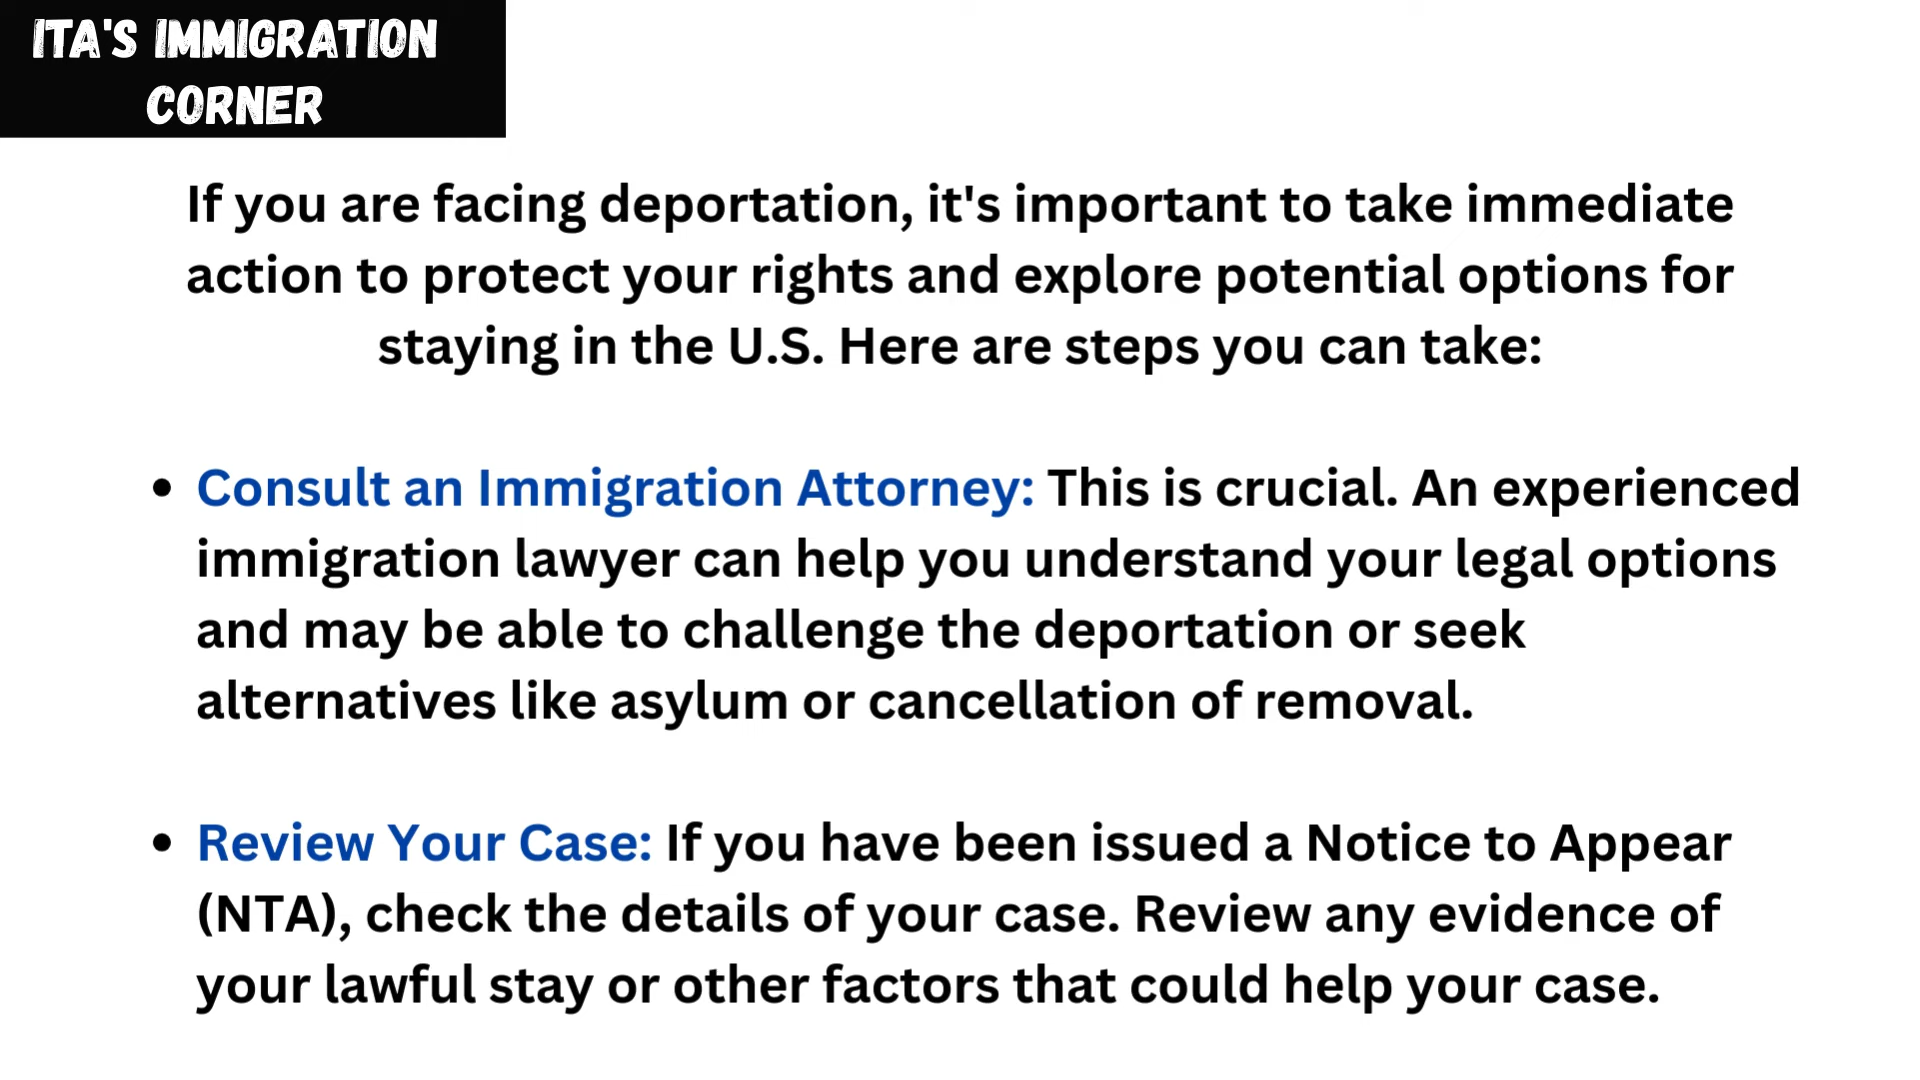 ITA'S IMMIGRATION
CORNER
If you are facing deportation, it's important to take immediate
action to protect your rights and explore potential options for
staying in the U.S. Here are steps you can take:
• Consult an Immigration Attorney: This is crucial. An experienced
immigration lawyer can help you understand your legal options
and may be able to challenge the deportation or seek
alternatives like asylum or cancellation of removal.
• Review Your Case: If you have been issued a Notice to Appear
(NTA), check the details of your case. Review any evidence of
your lawful stay or other factors that could help your case.